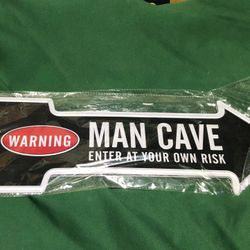 WARNING
MAN CAVE
ENTER AT YOUR OWN RISK